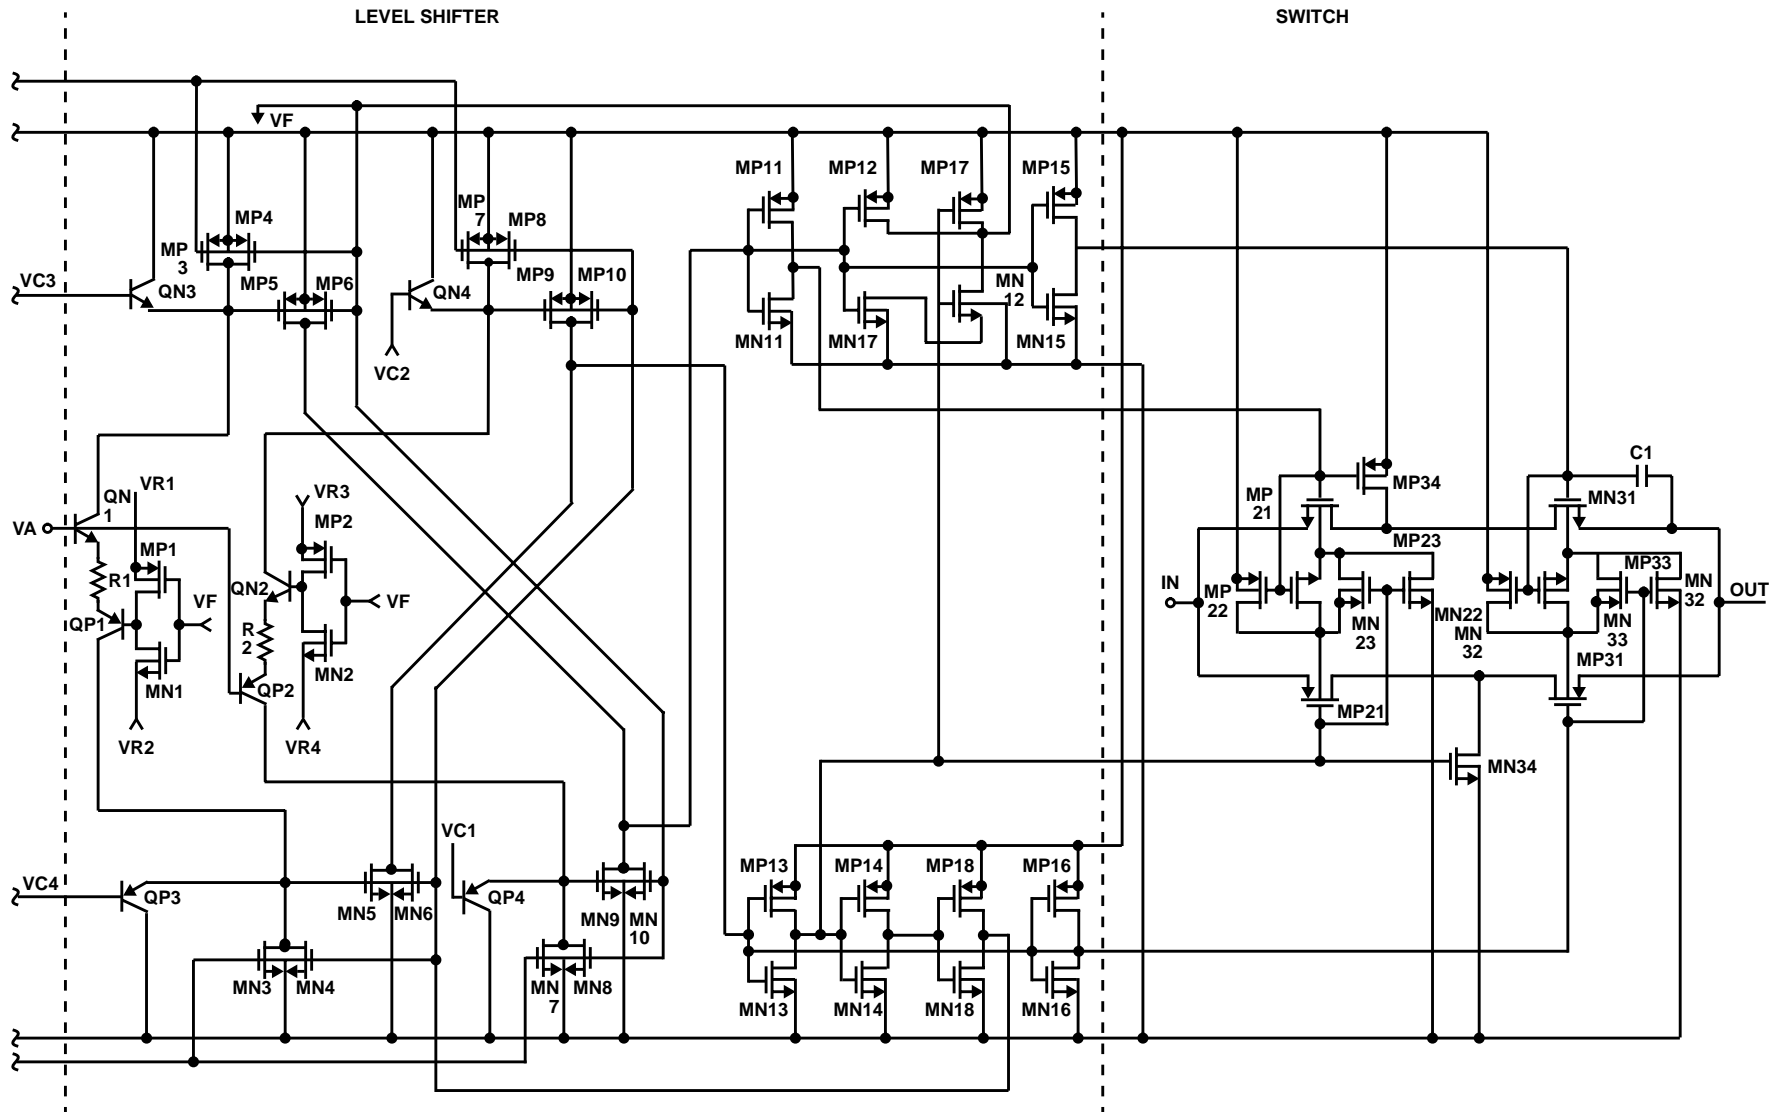 LEVEL SHIFTER
SWITCH
VF
MP11
MP12
MP17
MP15
MP4
MP
7
MP8
MP
3
MP5
MP6
MP9
MP10
VC3
QN3
QN4
MN
12
VC2
MN11
MN17
MN15
C1
VR1
QN
1
VR3
MP2
MP
21
MP34
MN31
VA
MP1
R1
QN2
VF
VF
MP23
MP33
IN
MP
22
MN
23
MN22
MN
32
MN
33
MN
32
OUT
QP1
R
2
MN1
QP2
MN2
MP31
MP21
VR2
VR4
MN34
VC1
VC4
QP3
MN5
MN6
QP4
MN9
MN
10
MP13
MP14
MP18
MP16
MN3
MN4
MN
7
MN8
MN13
MN14
MN18
MN16